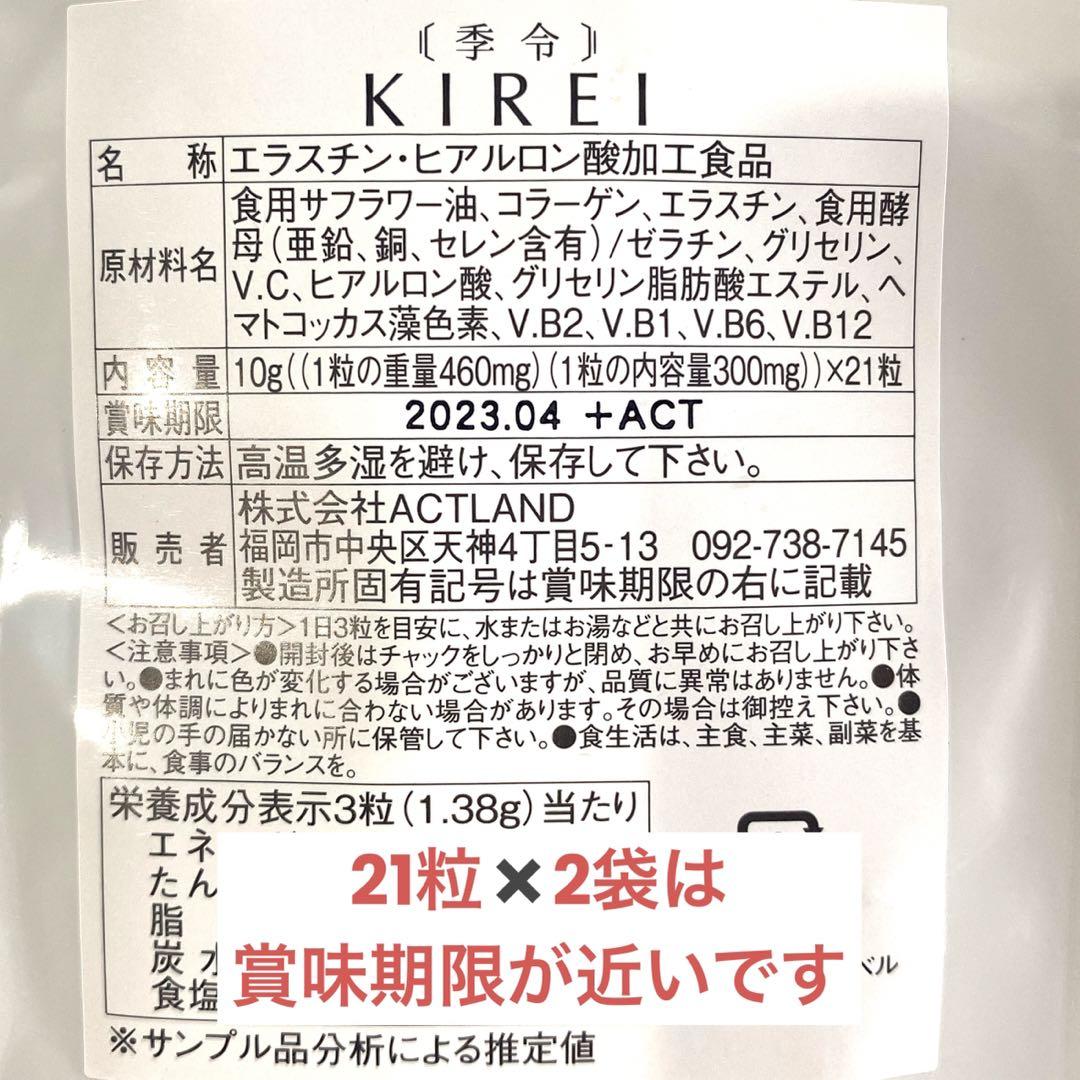 〘季令〙
KIREI
名称 エラスチン・ヒアルロン酸加工食品
原材料名 食用サフラワー油、コラーゲン、エラスチン、食用酵
母(亜鉛、銅、セレン含有)/ゼラチン、グリセリン、
V.C、ヒアルロン酸、グリセリン脂肪酸エステル、ヘ
マトコッカス藻色素、V.B2、V.B1、V.B6、V.B12
内容量 10g((1粒の重量460mg)(1粒の内容量300mg))×21粒
賞味期限 2023.04 +ACT
保存方法 高温多湿を避け、保存して下さい。
販売者 株式会社ACTLAND
福岡市中央区天神4丁目5-13 092-738-7145
製造所固有記号は賞味期限の右に記載
<お召し上がり方>1日3粒を目安に、水またはお湯などと共にお召し上がり下さい。
<注意事項>●開封後はチャックをしっかりと閉め、お早めにお召し上がり下さ
い。●まれに色が変化する場合がございますが、品質に異常はありません。●体
質や体調によりまれに合わない場合があります。その場合は御控え下さい。●
小児の手の届かない所に保管して下さい。●食生活は、主食、主菜、副菜を基
本に、食事のバランスを。
栄養成分表示3粒(1.38g)当たり
エネ
たん
脂
炭水
食塩
ベル
21粒✖2袋は
賞味期限が近いです
※サンプル品分析による推定値